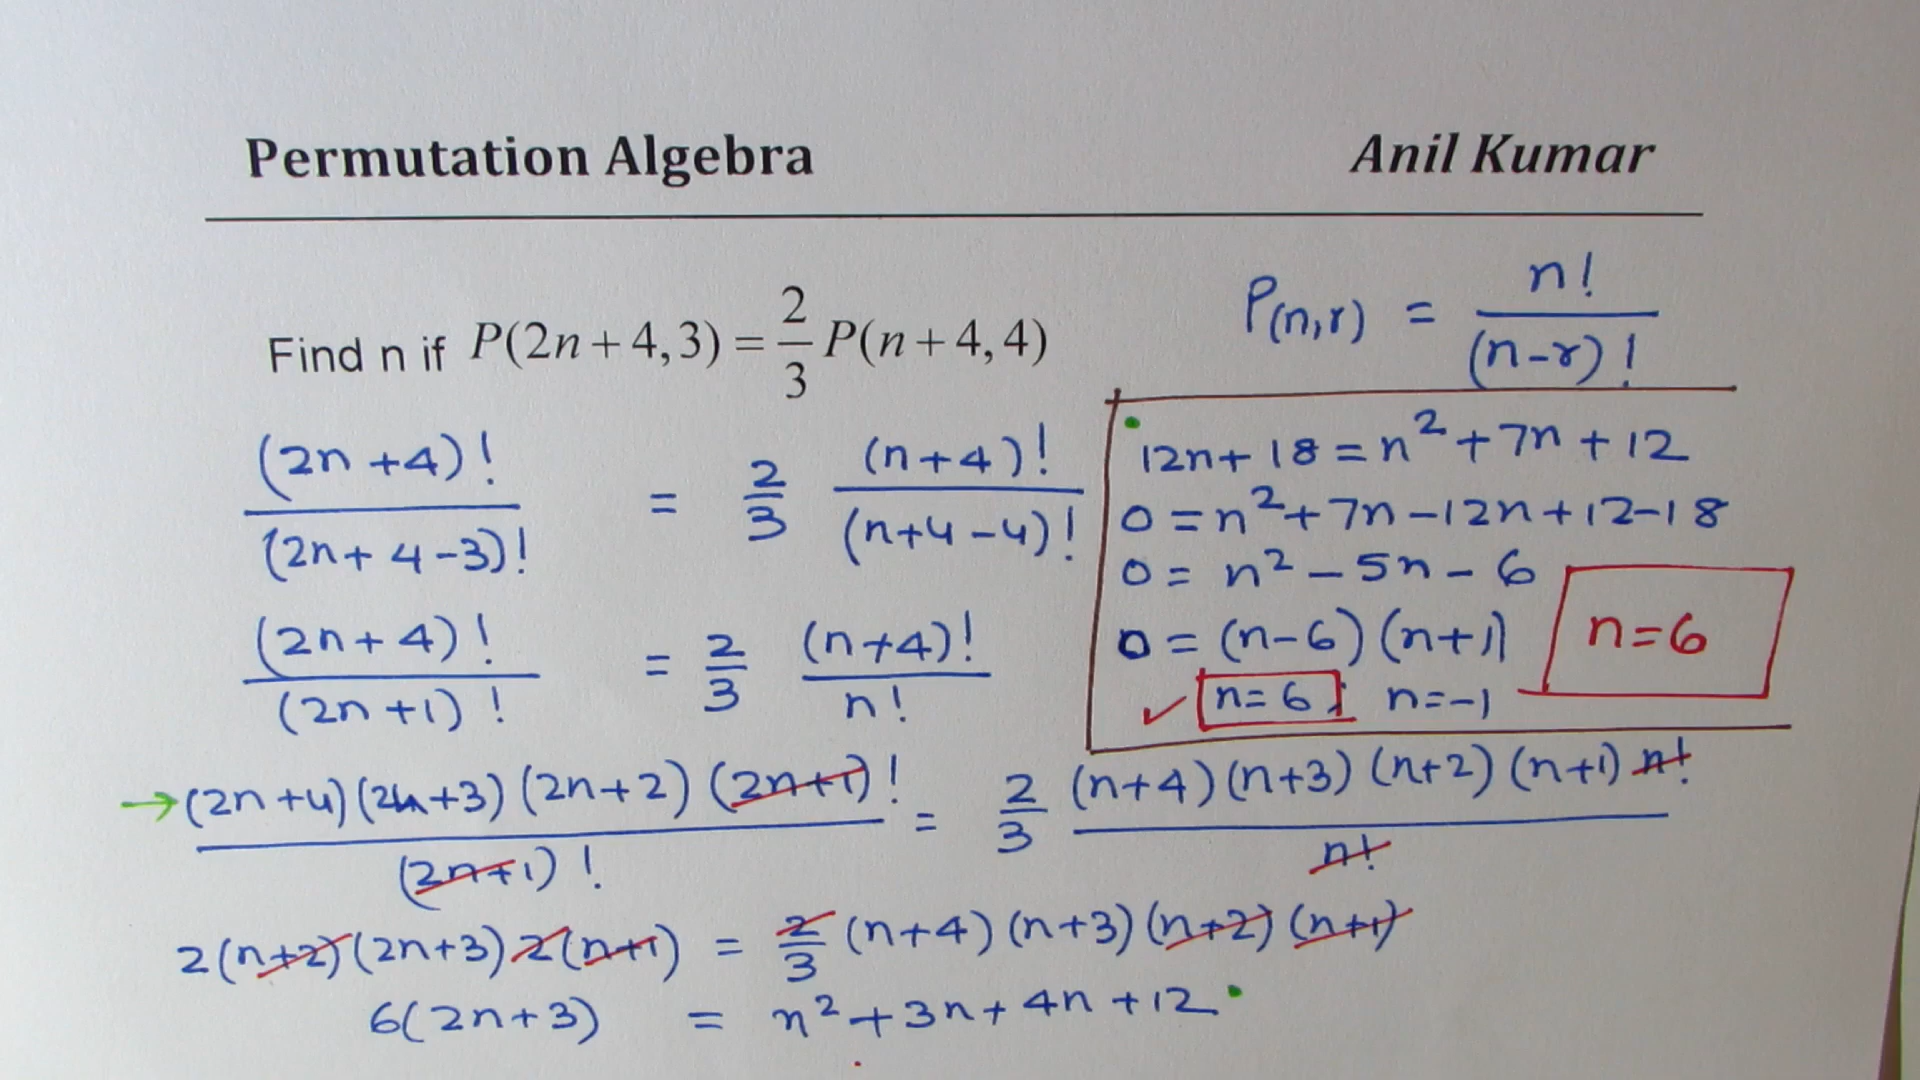 Permutation Algebra Anil Kumar
Find n if P(2n+4,3) = 2/3 P(n+4,4)
P(n,r) = n! / (n-r)!
(2n+4)! / (2n+4-3)! = 2/3 (n+4)! / (n+4-4)!
(2n+4)! / (2n+1)! = 2/3 (n+4)! / n!
→ (2n+4)(2n+3)(2n+2)(2n+1)! / (2n+1)! = 2/3 (n+4)(n+3)(n+2)(n+1) n! / n!
2(n+2)(2n+3)2(n+1) = 2/3 (n+4)(n+3)(n+2)(n+1)
6(2n+3) = n²+3n+4n+12
12n+18 = n²+7n+12
0 = n²+7n-12n+12-18
0 = n²-5n-6
0 = (n-6)(n+1)
✓ n=6; n=-1
n=6